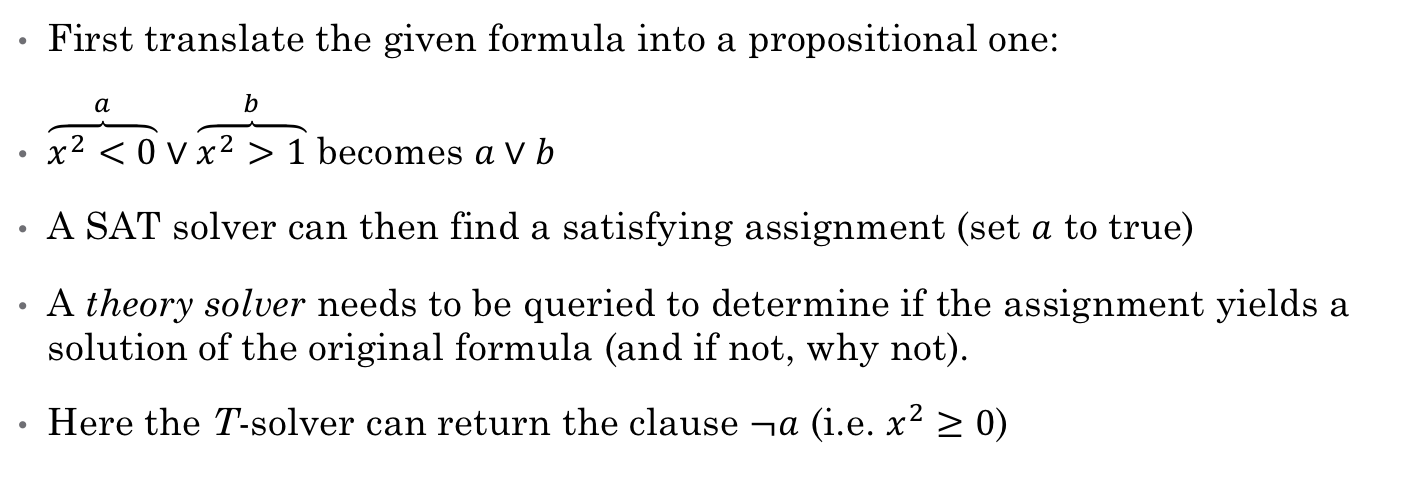 • First translate the given formula into a propositional one:
a b
• x² < 0 ∨ x² > 1 becomes a ∨ b
• A SAT solver can then find a satisfying assignment (set a to true)
• A theory solver needs to be queried to determine if the assignment yields a
solution of the original formula (and if not, why not).
• Here the T-solver can return the clause ¬a (i.e. x² ≥ 0)